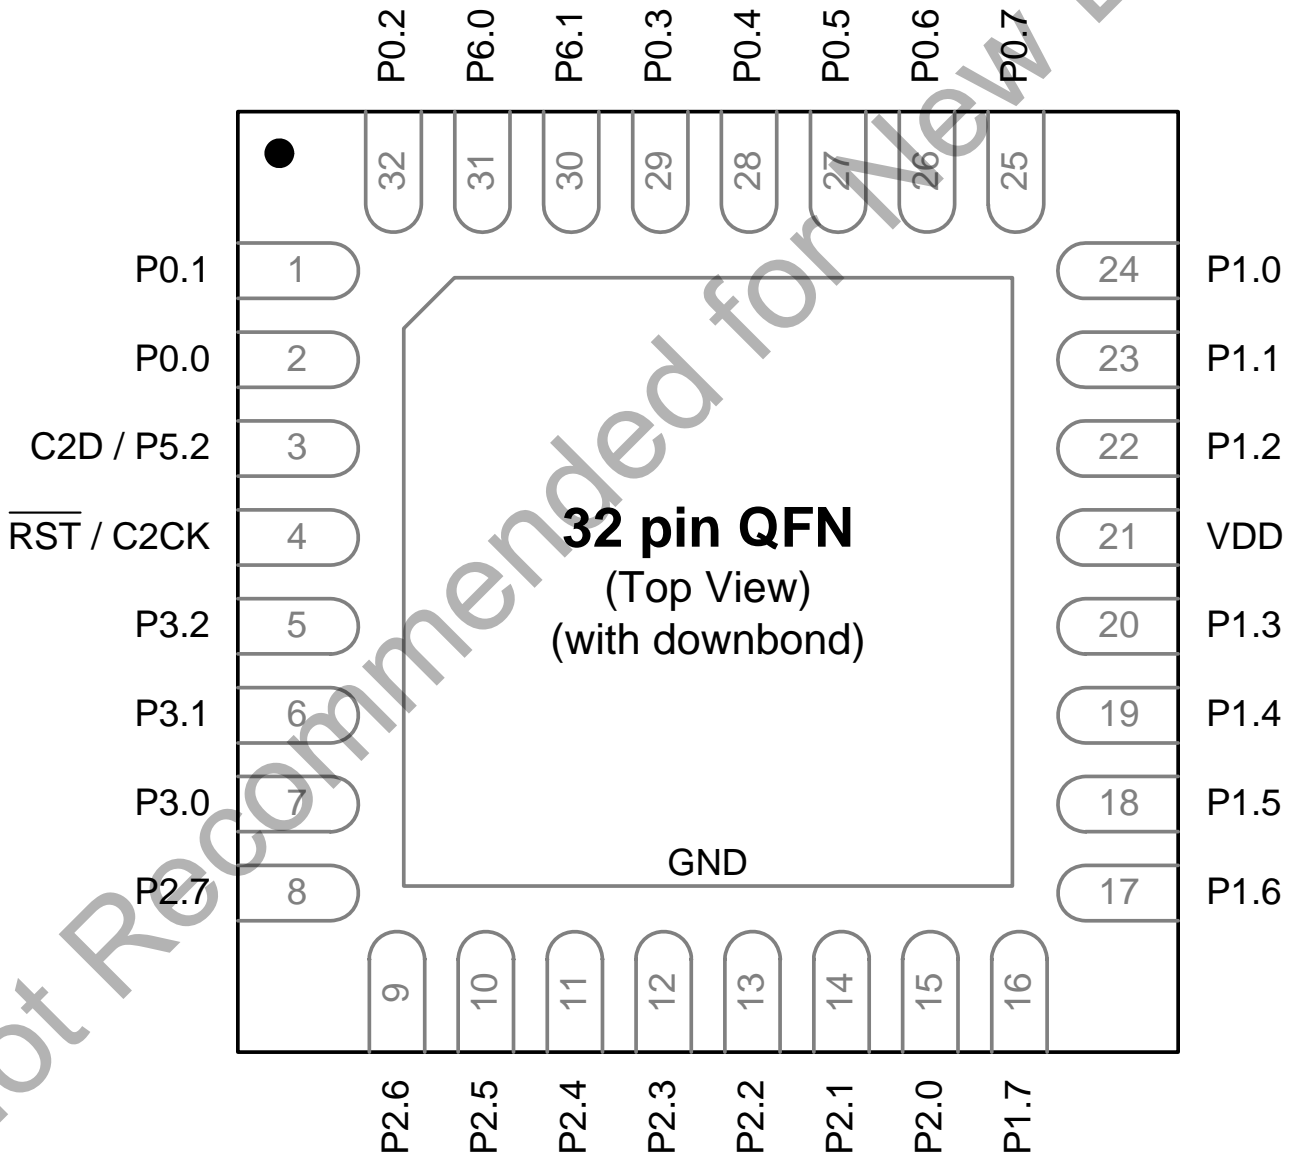 P0.2 P6.0 P6.1 P0.3 P0.4 P0.5 P0.6 P0.7
32 31 30 29 28 27 26 25
P0.1 1 24 P1.0
P0.0 2 23 P1.1
C2D / P5.2 3 22 P1.2
RST / C2CK 4 21 VDD
32 pin QFN
(Top View)
(with downbond)
P3.2 5 20 P1.3
P3.1 6 19 P1.4
P3.0 7 18 P1.5
GND
P2.7 8 17 P1.6
9 10 11 12 13 14 15 16
P2.6 P2.5 P2.4 P2.3 P2.2 P2.1 P2.0 P1.7
Recommended for New